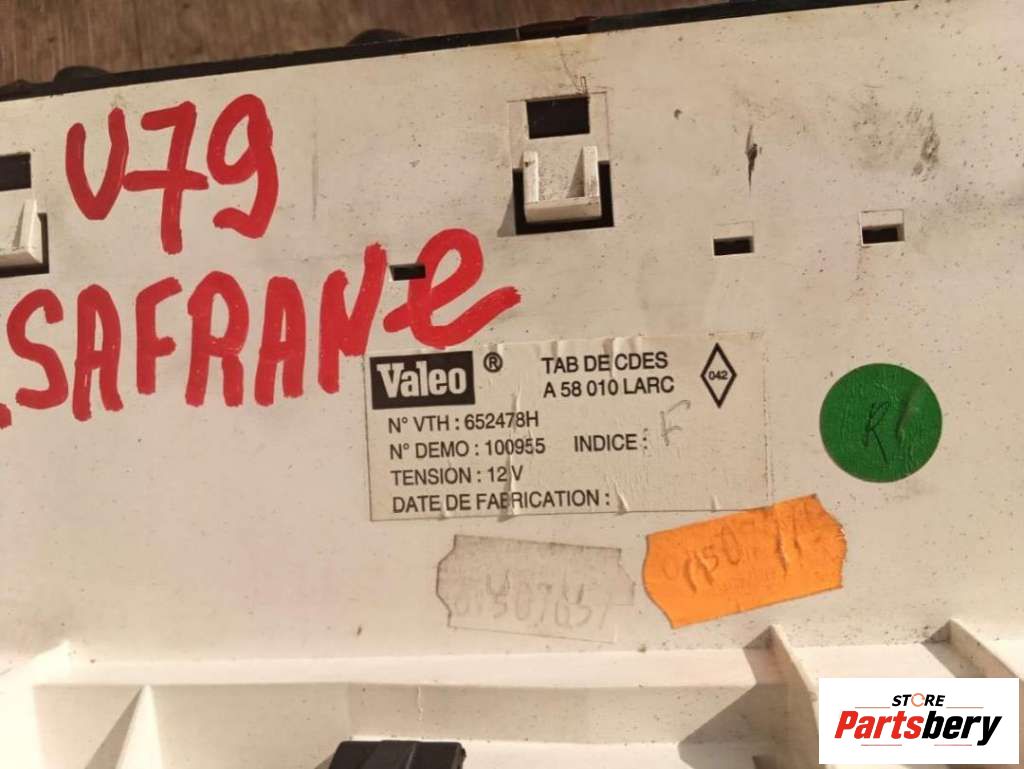 U79
SAFRANe
Valeo ® TAB DE CDES
A 58 010 LARC
042
N° VTH : 652478H
N° DEMO : 100955 INDICE : F
TENSION : 12 V
DATE DE FABRICATION :
R
STORE
Partsbery